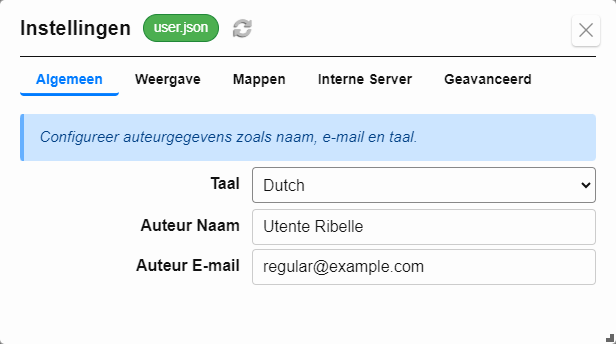 Instellingen user.json
Algemeen Weergave Mappen Interne Server Geavanceerd
Configureer auteurgegevens zoals naam, e-mail en taal.
Taal Dutch
Auteur Naam Utente Ribelle
Auteur E-mail regular@example.com